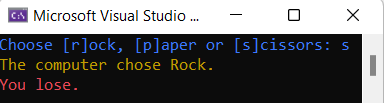 Microsoft Visual Studio ...
Choose [r]ock, [p]aper or [s]cissors: s
The computer chose Rock.
You lose.